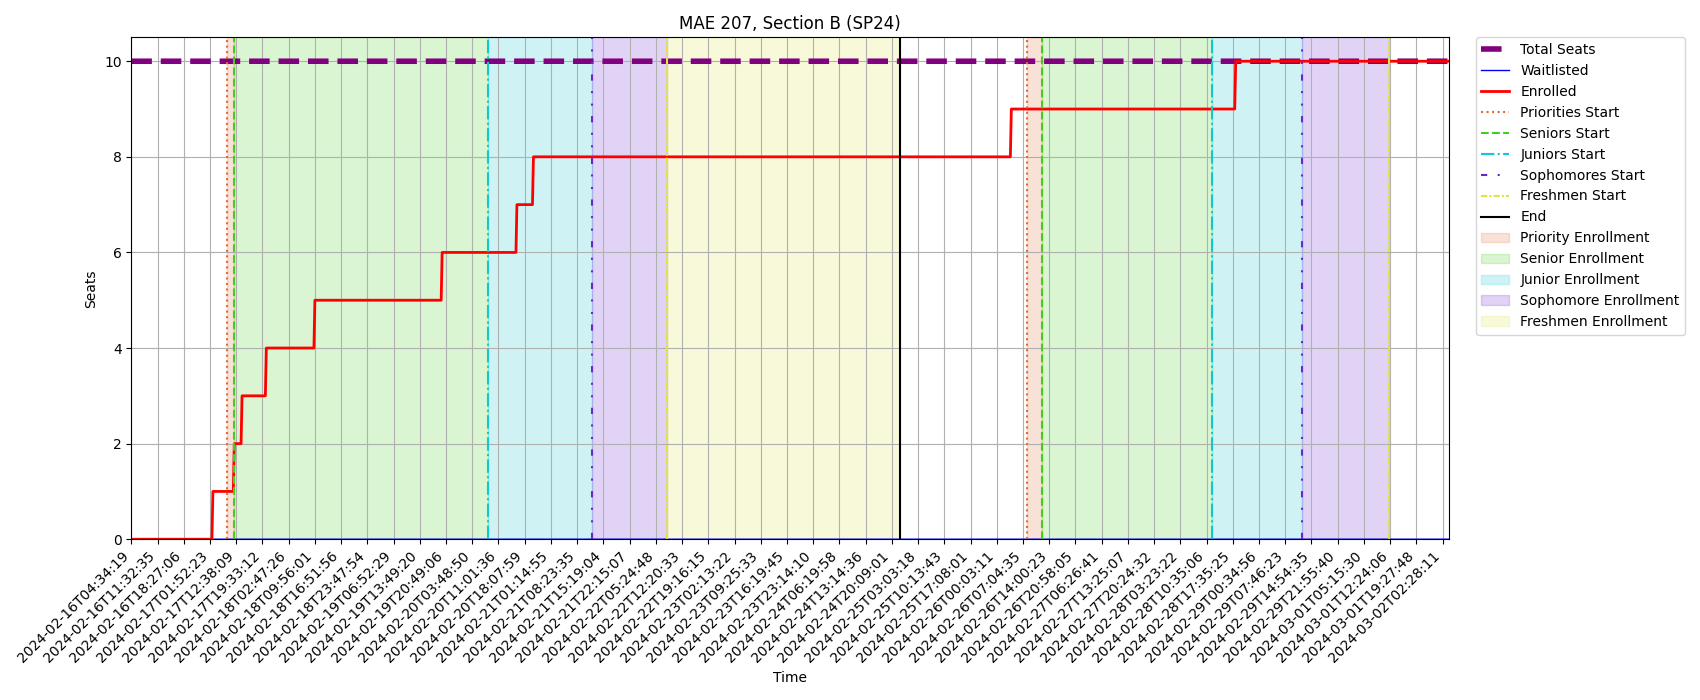 MAE 207, Section B (SP24)
Seats
10
8
6
4
2
0
2024-02-16T04:34:19
2024-02-16T11:32:35
2024-02-16T18:27:06
2024-02-17T01:52:23
2024-02-17T12:38:09
2024-02-17T19:33:12
2024-02-18T02:47:26
2024-02-18T09:56:01
2024-02-18T16:51:56
2024-02-18T23:47:54
2024-02-19T06:52:29
2024-02-19T13:49:20
2024-02-19T20:49:06
2024-02-20T03:48:50
2024-02-20T11:01:36
2024-02-20T18:07:59
2024-02-21T01:14:55
2024-02-21T08:23:35
2024-02-21T15:19:04
2024-02-21T22:15:07
2024-02-22T05:24:48
2024-02-22T12:20:33
2024-02-22T19:16:15
2024-02-23T02:13:22
2024-02-23T09:25:33
2024-02-23T16:19:45
2024-02-23T23:14:10
2024-02-24T06:19:58
2024-02-24T13:14:36
2024-02-24T20:09:01
2024-02-25T03:03:18
2024-02-25T10:13:43
2024-02-25T17:08:01
2024-02-26T00:03:11
2024-02-26T07:04:35
2024-02-26T14:00:23
2024-02-26T20:58:05
2024-02-27T06:26:41
2024-02-27T13:25:07
2024-02-27T20:24:32
2024-02-28T03:23:22
2024-02-28T10:35:06
2024-02-28T17:35:25
2024-02-29T00:34:56
2024-02-29T07:46:23
2024-02-29T14:54:35
2024-02-29T21:55:40
2024-03-01T05:15:30
2024-03-01T12:24:06
2024-03-01T19:27:48
2024-03-02T02:28:11
Time
Total Seats
Waitlisted
Enrolled
Priorities Start
Seniors Start
Juniors Start
Sophomores Start
Freshmen Start
End
Priority Enrollment
Senior Enrollment
Junior Enrollment
Sophomore Enrollment
Freshmen Enrollment